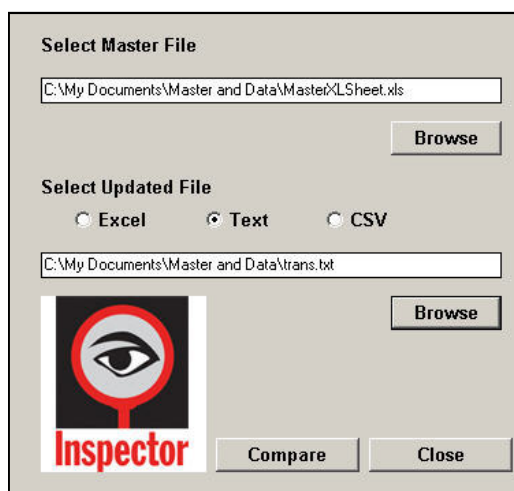 Select Master File
C:\My Documents\Master and Data\MasterXLSheet.xls
Browse
Select Updated File
Excel Text CSV
C:\My Documents\Master and Data\trans.txt
Browse
Inspector
Compare Close